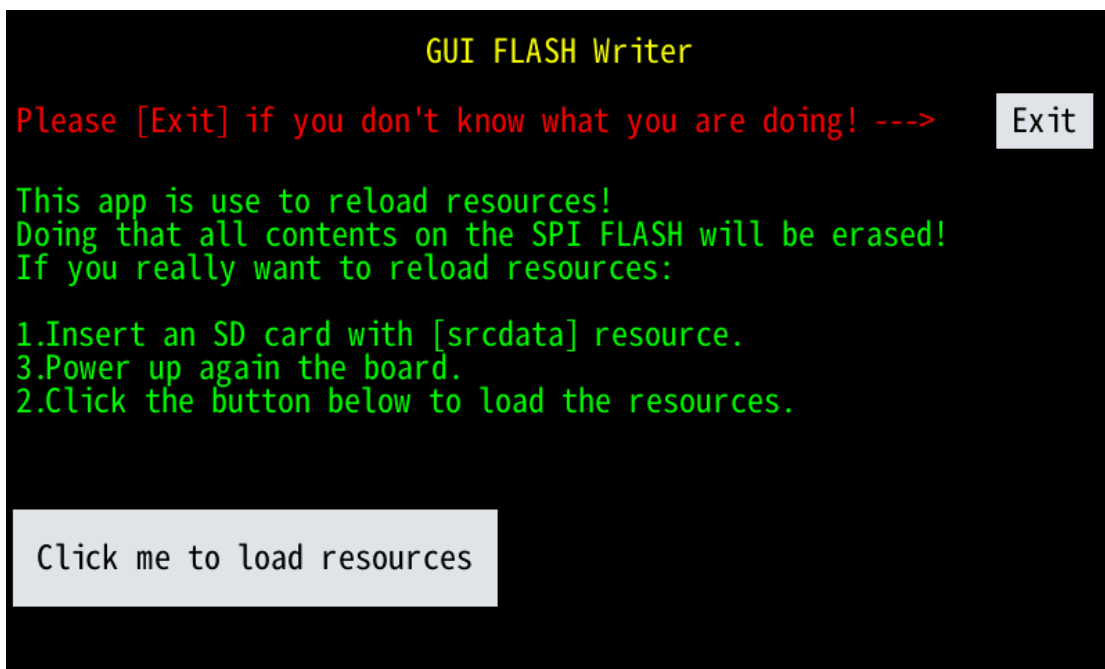 GUI FLASH Writer
Please [Exit] if you don't know what you are doing! --->
Exit
This app is use to reload resources!
Doing that all contents on the SPI FLASH will be erased!
If you really want to reload resources:
1.Insert an SD card with [srcdata] resource.
3.Power up again the board.
2.Click the button below to load the resources.
Click me to load resources